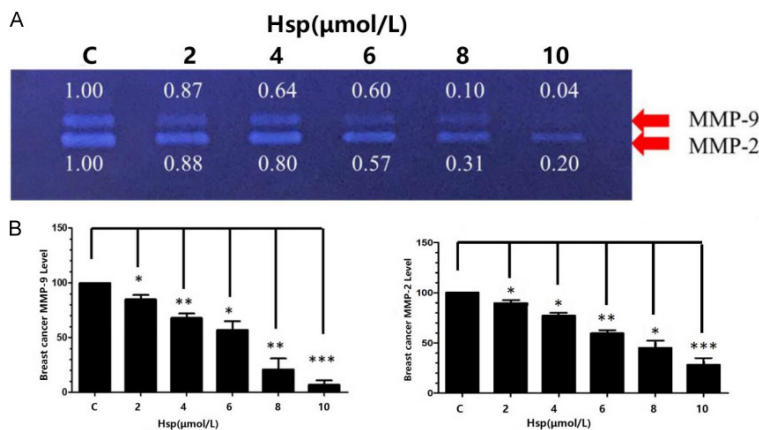 A
Hsp(μmol/L)
C 2 4 6 8 10
1.00 0.87 0.64 0.60 0.10 0.04
MMP-9
MMP-2
1.00 0.88 0.80 0.57 0.31 0.20
B
150
100
50
0
Breast cancer MMP-9 Level
* ** * ** ***
C 2 4 6 8 10
Hsp(μmol/L)
150
100
50
0
Breast cancer MMP-2 Level
* * ** * ***
C 2 4 6 8 10
Hsp(μmol/L)